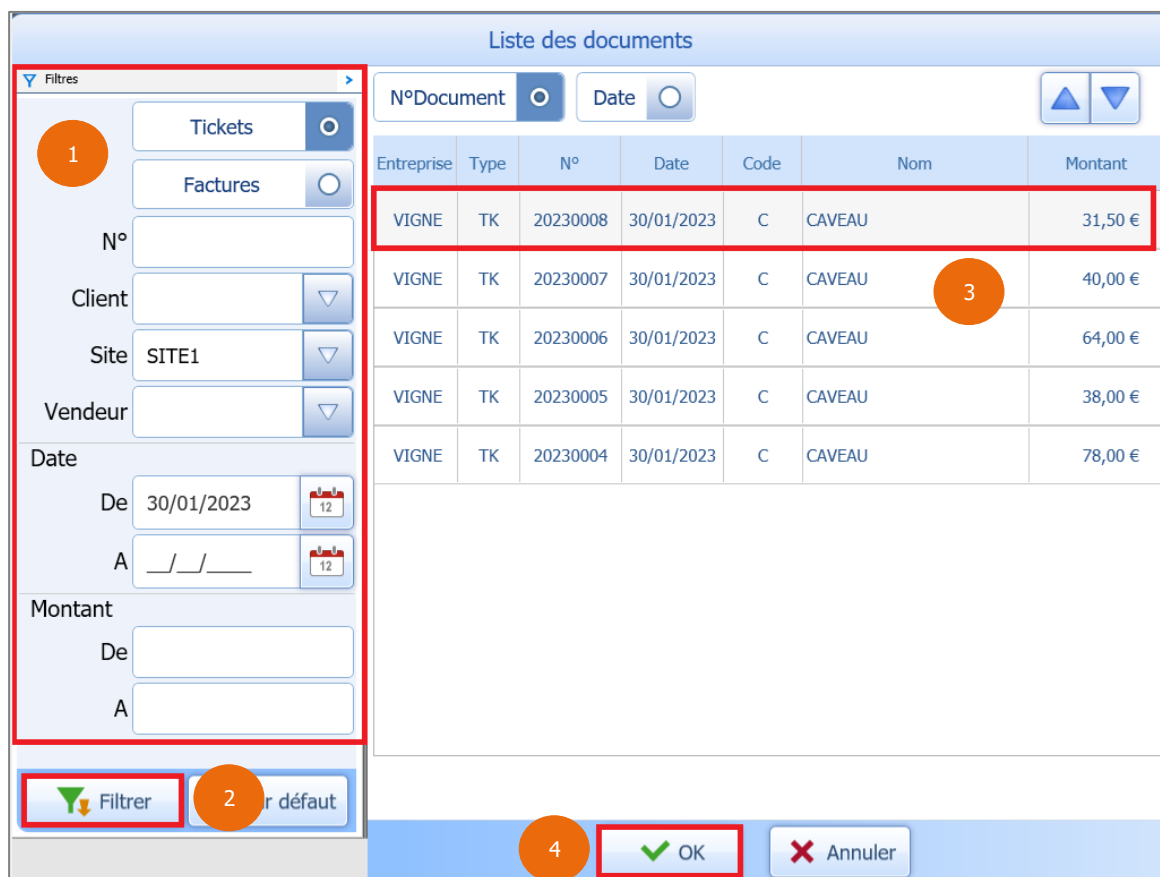 Liste des documents
Filtres >
1
Tickets
Factures
N°
Client
Site SITE1
Vendeur
Date
De 30/01/2023 12
A __/__/____ 12
Montant
De
A
Filtrer
2
r défaut
N°Document Date
Entreprise Type N° Date Code Nom Montant
VIGNE TK 20230008 30/01/2023 C CAVEAU 31,50 €
VIGNE TK 20230007 30/01/2023 C CAVEAU 40,00 €
3
VIGNE TK 20230006 30/01/2023 C CAVEAU 64,00 €
VIGNE TK 20230005 30/01/2023 C CAVEAU 38,00 €
VIGNE TK 20230004 30/01/2023 C CAVEAU 78,00 €
4
OK
Annuler